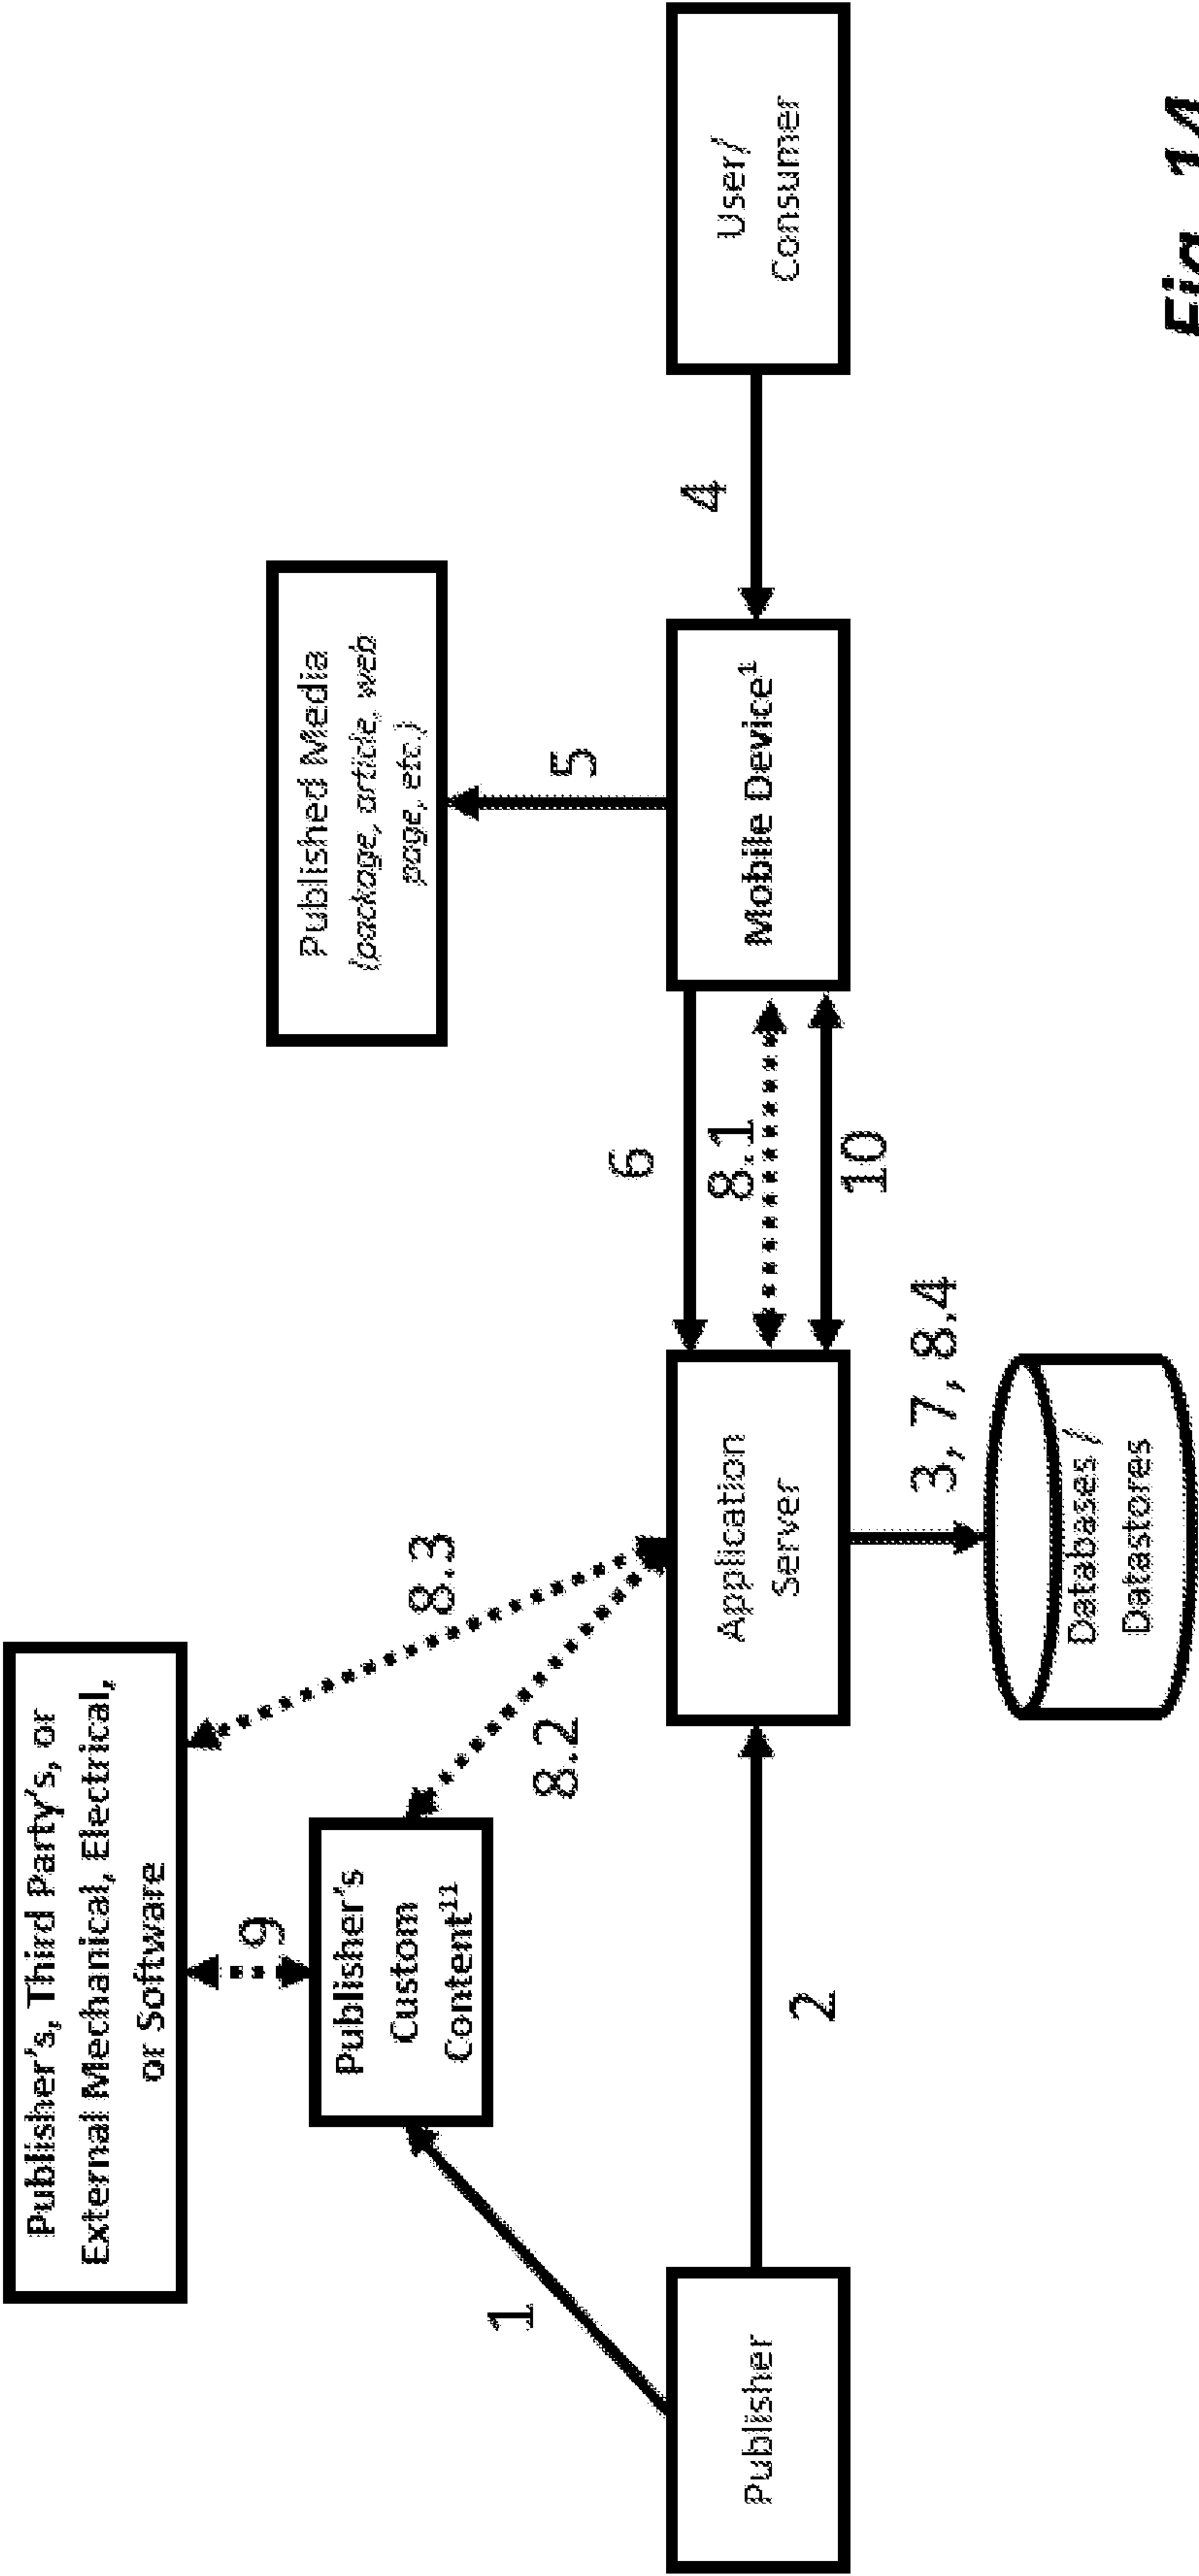 Publisher's, Third Party's, or
External Mechanical, Electrical,
or Software
9
8.3
Publisher's
Custom
Content¹¹
8.2
1
Published Media
(package, article, web
page, etc.)
5
Publisher
2
Application
Server
6
8.1
10
Mobile Device¹
4
User/
Consumer
3, 7, 8.4
Databases /
Datastores
Fig. 1A